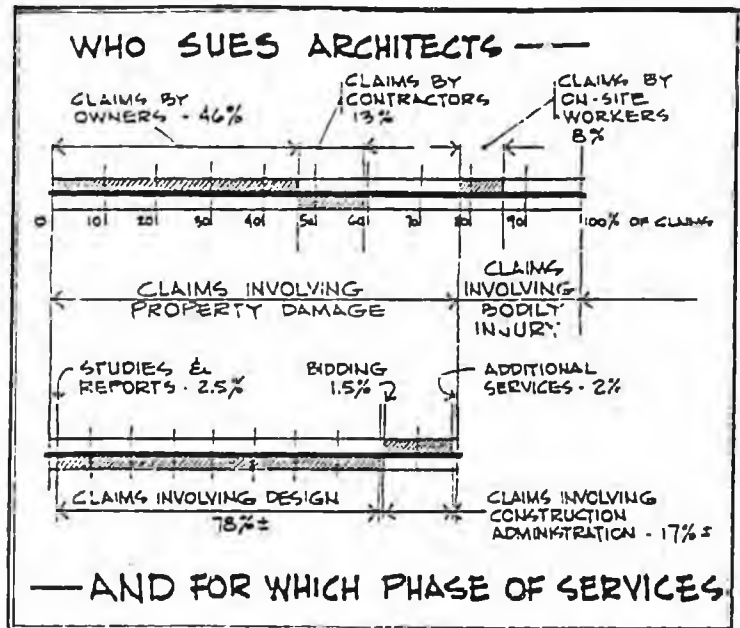 WHO SUES ARCHITECTS --
CLAIMS BY
OWNERS - 46%
CLAIMS BY
CONTRACTORS
13%
CLAIMS BY
ON-SITE
WORKERS
8%
0 10 20 30 40 50 60 70 80 90 100% OF CLAIMS
CLAIMS INVOLVING
PROPERTY DAMAGE
CLAIMS
INVOLVING
BODILY
INJURY
STUDIES &
REPORTS - 2.5%
BIDDING
1.5%
ADDITIONAL
SERVICES - 2%
CLAIMS INVOLVING DESIGN
78% ±
CLAIMS INVOLVING
CONSTRUCTION
ADMINISTRATION - 17% ±
— AND FOR WHICH PHASE OF SERVICES